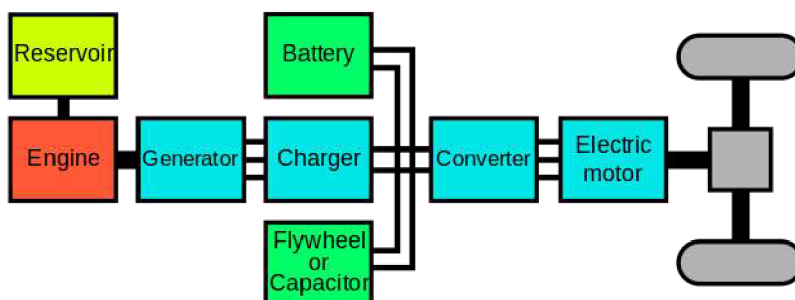 Reservoir
Battery
Engine
Generator
Charger
Converter
Electric
motor
Flywheel
or
Capacitor